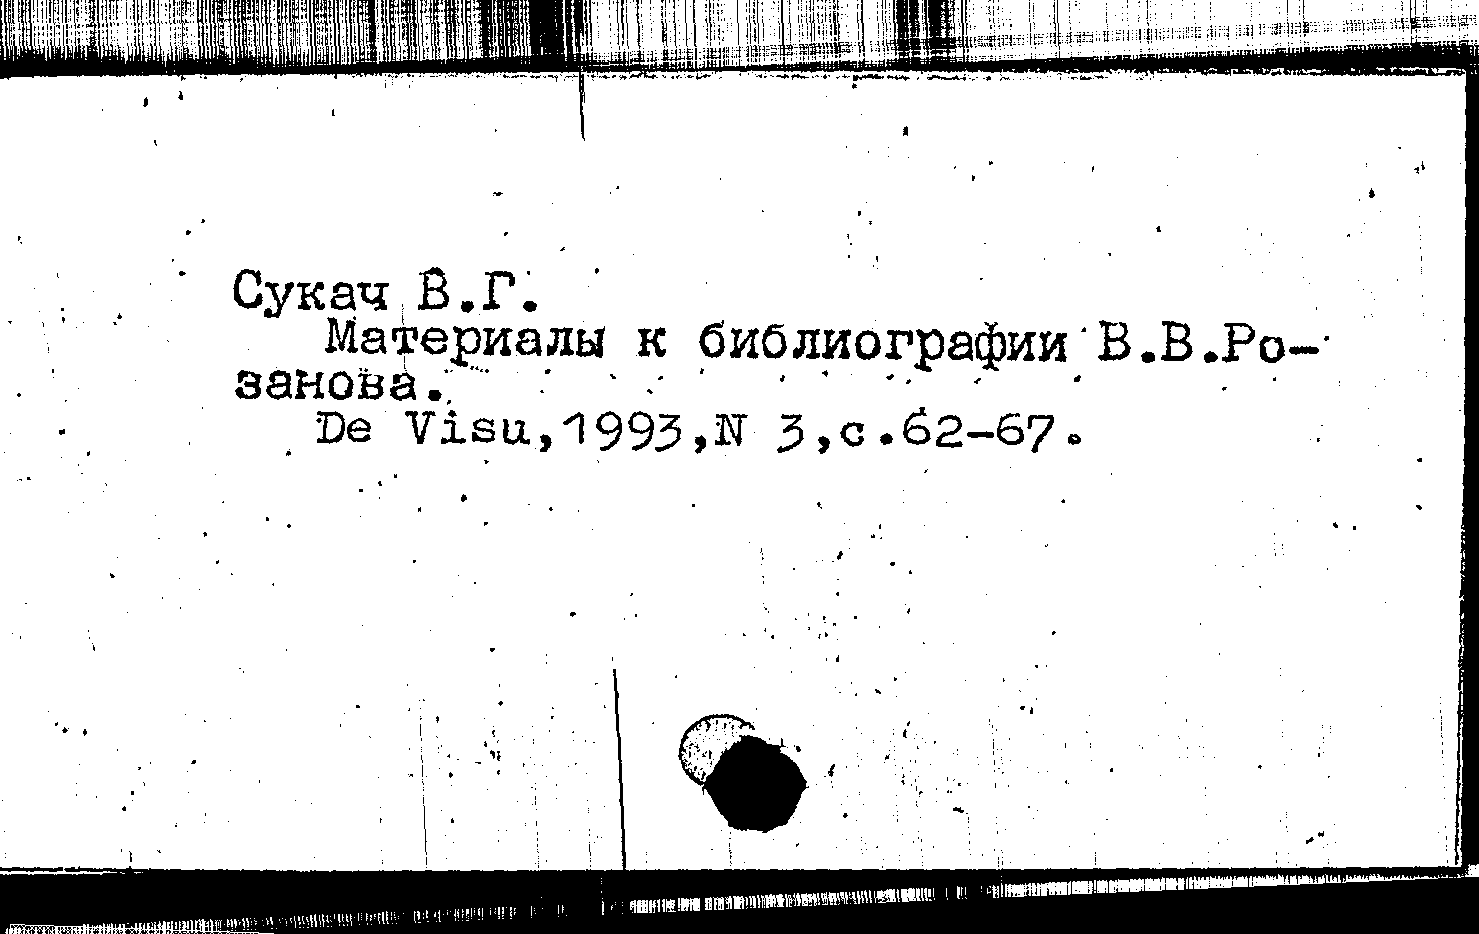 Сукач В.Г.
Материалы к библиографии В.В.Ро-
занова.
De Visu,1993,N 3,с.62-67.